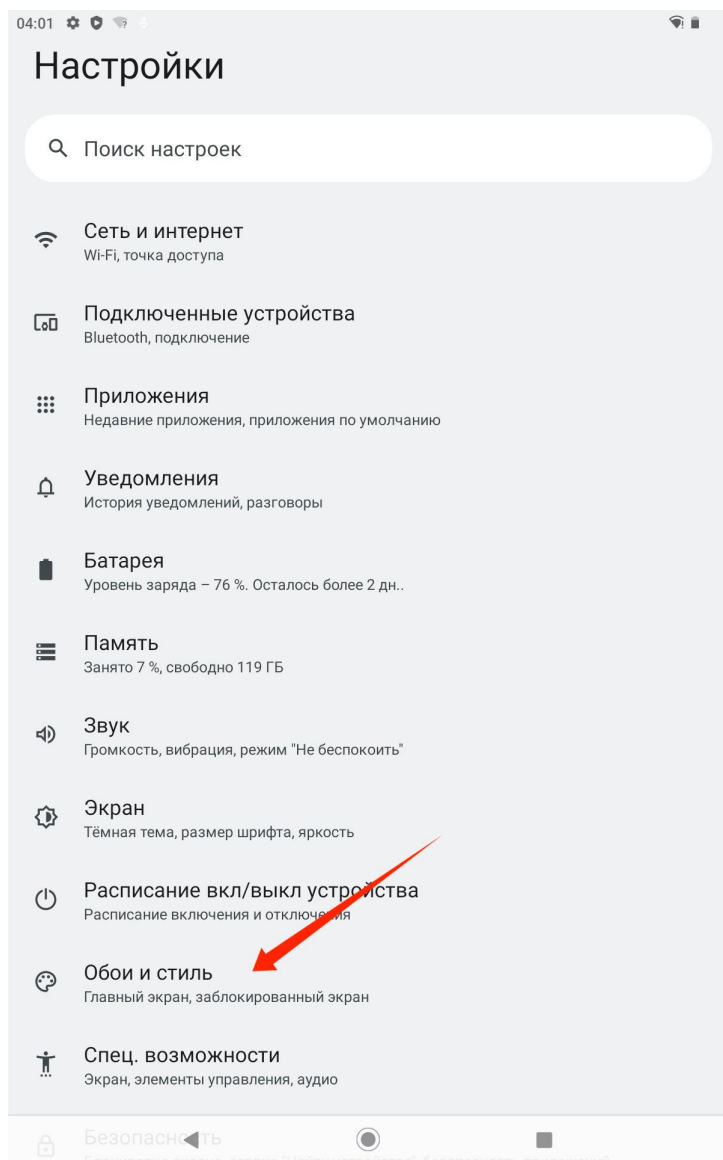 04:01
Настройки
Поиск настроек
Сеть и интернет
Wi-Fi, точка доступа
Подключенные устройства
Bluetooth, подключение
Приложения
Недавние приложения, приложения по умолчанию
Уведомления
История уведомлений, разговоры
Батарея
Уровень заряда – 76 %. Осталось более 2 дн..
Память
Занято 7 %, свободно 119 ГБ
Звук
Громкость, вибрация, режим "Не беспокоить"
Экран
Тёмная тема, размер шрифта, яркость
Расписание вкл/выкл устройства
Расписание включения и отключения
Обои и стиль
Главный экран, заблокированный экран
Спец. возможности
Экран, элементы управления, аудио
Безопасность